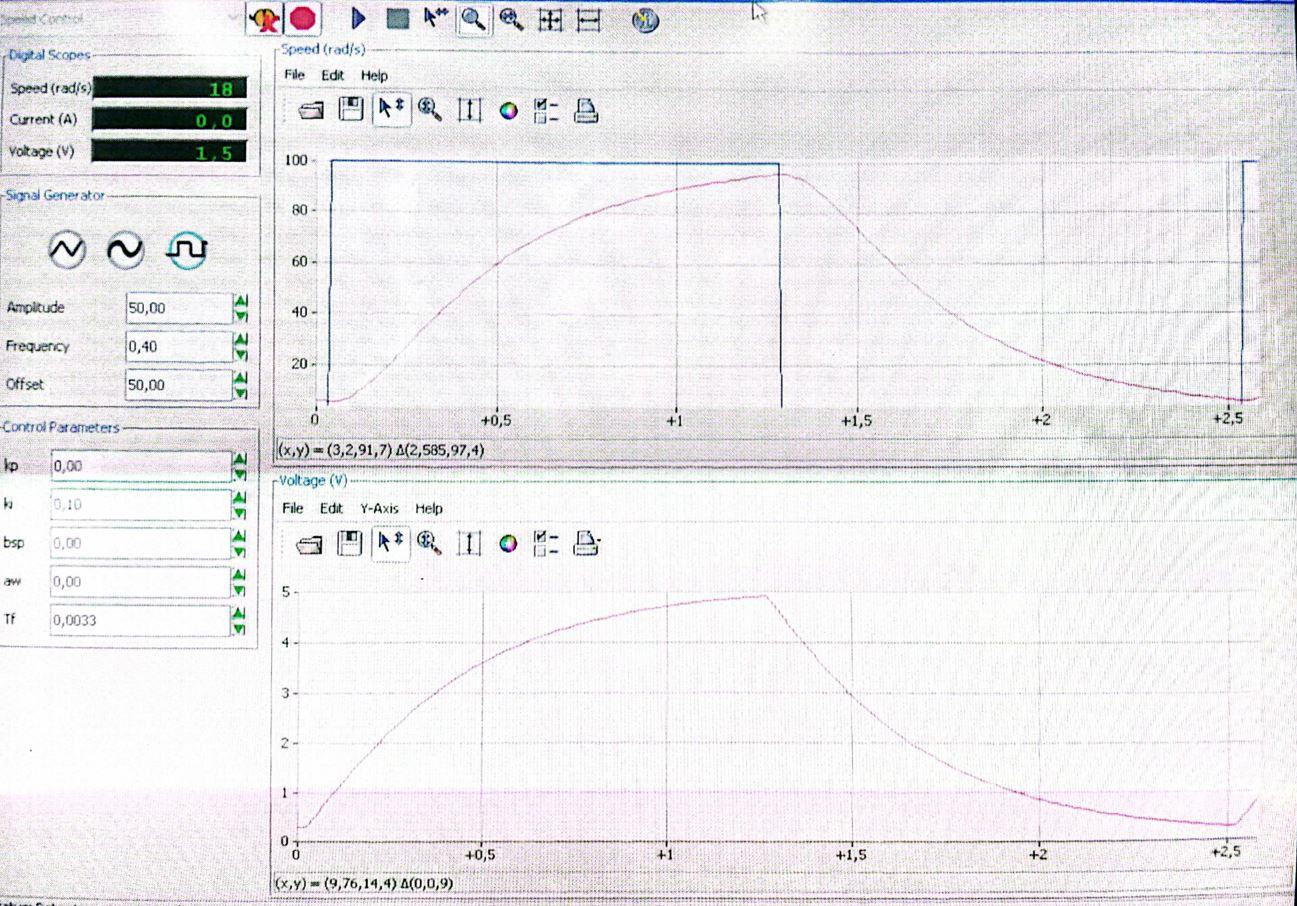 Speed Control
Digital Scopes
Speed (rad/s) 18
Current (A) 0,0
Voltage (V) 1,5
Signal Generator
Amplitude 50,00
Frequency 0,40
Offset 50,00
Control Parameters
kp 0,00
ki 0,10
bsp 0,00
aw 0,00
Tf 0,0033
Speed (rad/s)
File Edit Help
100
80
60
40
20
0 +0,5 +1 +1,5 +2 +2,5
(x,y) = (3,2,91,7) Δ(2,585,97,4)
Voltage (V)
File Edit Y-Axis Help
5
4
3
2
1
0
0 +0,5 +1 +1,5 +2 +2,5
(x,y) = (9,76,14,4) Δ(0,0,9)